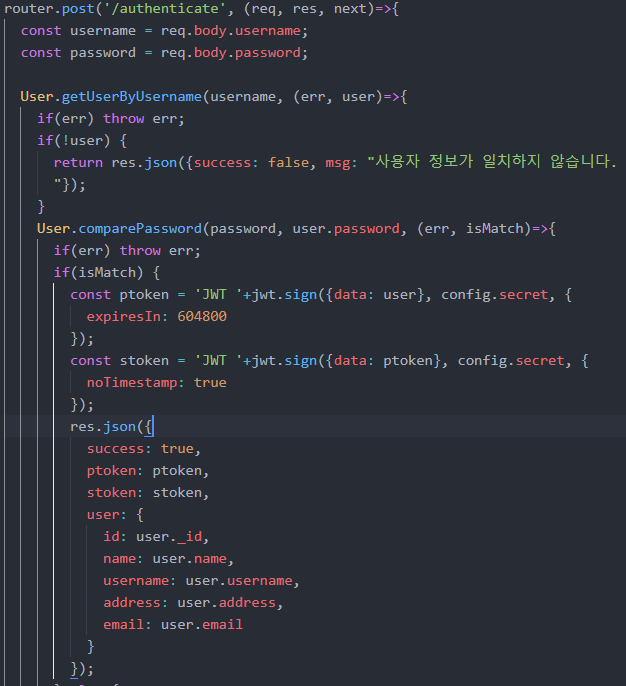 router.post('/authenticate', (req, res, next)=>{
  const username = req.body.username;
  const password = req.body.password;

  User.getUserByUsername(username, (err, user)=>{
    if(err) throw err;
    if(!user) {
      return res.json({success: false, msg: "사용자 정보가 일치하지 않습니다.
      "});
    }
    User.comparePassword(password, user.password, (err, isMatch)=>{
      if(err) throw err;
      if(isMatch) {
        const ptoken = 'JWT '+jwt.sign({data: user}, config.secret, {
          expiresIn: 604800
        });
        const stoken = 'JWT '+jwt.sign({data: ptoken}, config.secret, {
          noTimestamp: true
        });
        res.json({
          success: true,
          ptoken: ptoken,
          stoken: stoken,
          user: {
            id: user._id,
            name: user.name,
            username: user.username,
            address: user.address,
            email: user.email
          }
        });